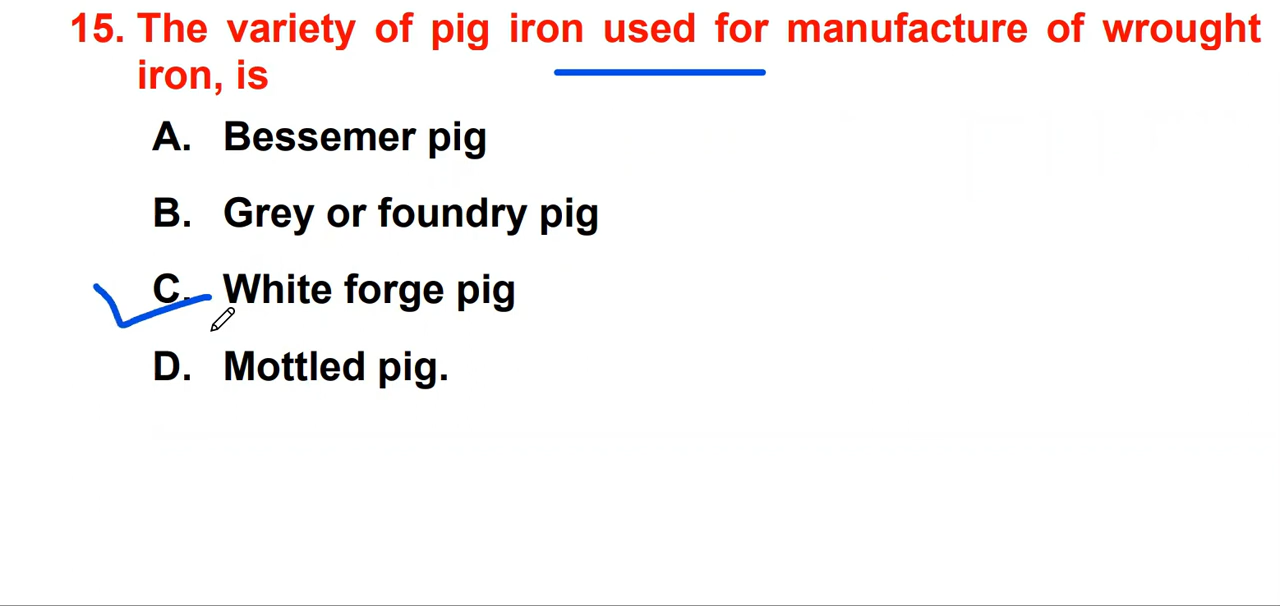 15. The variety of pig iron used for manufacture of wrought
iron, is
A. Bessemer pig
B. Grey or foundry pig
C. White forge pig
D. Mottled pig.